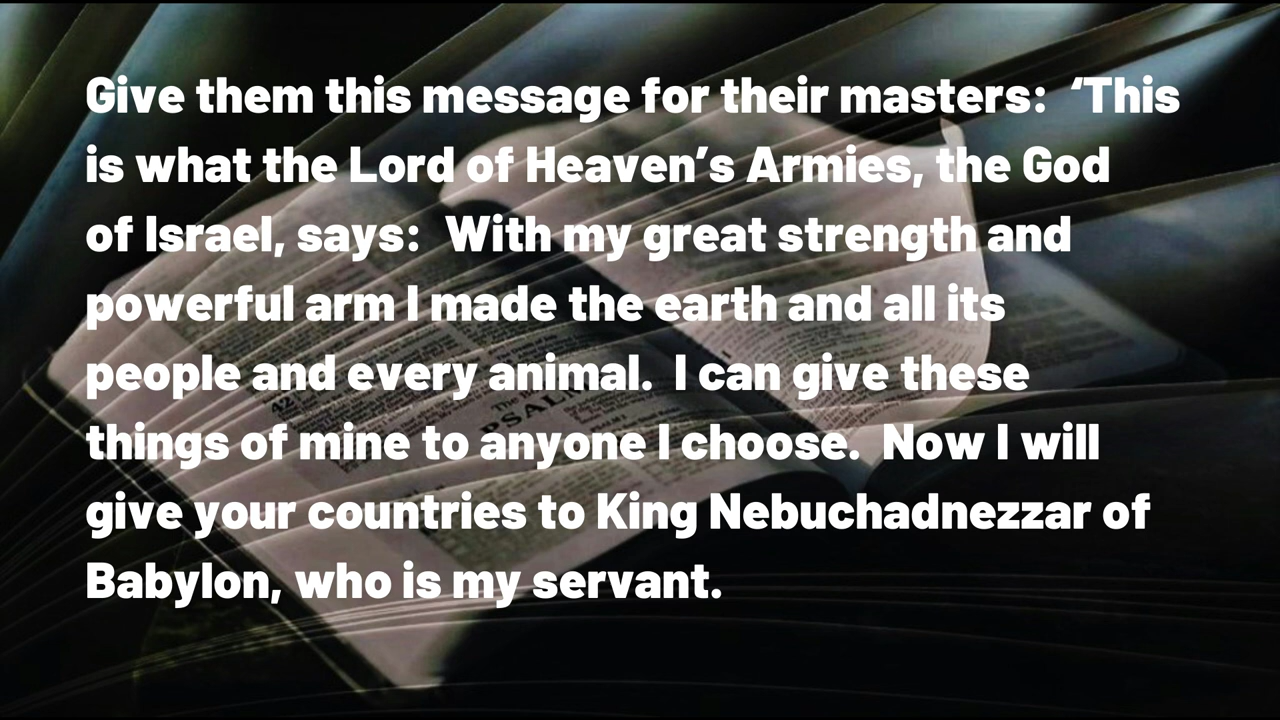 Give them this message for their masters:  ‘This
is what the Lord of Heaven’s Armies, the God
of Israel, says:  With my great strength and
powerful arm I made the earth and all its
people and every animal.  I can give these
things of mine to anyone I choose.  Now I will
give your countries to King Nebuchadnezzar of
Babylon, who is my servant.
42
PSALM